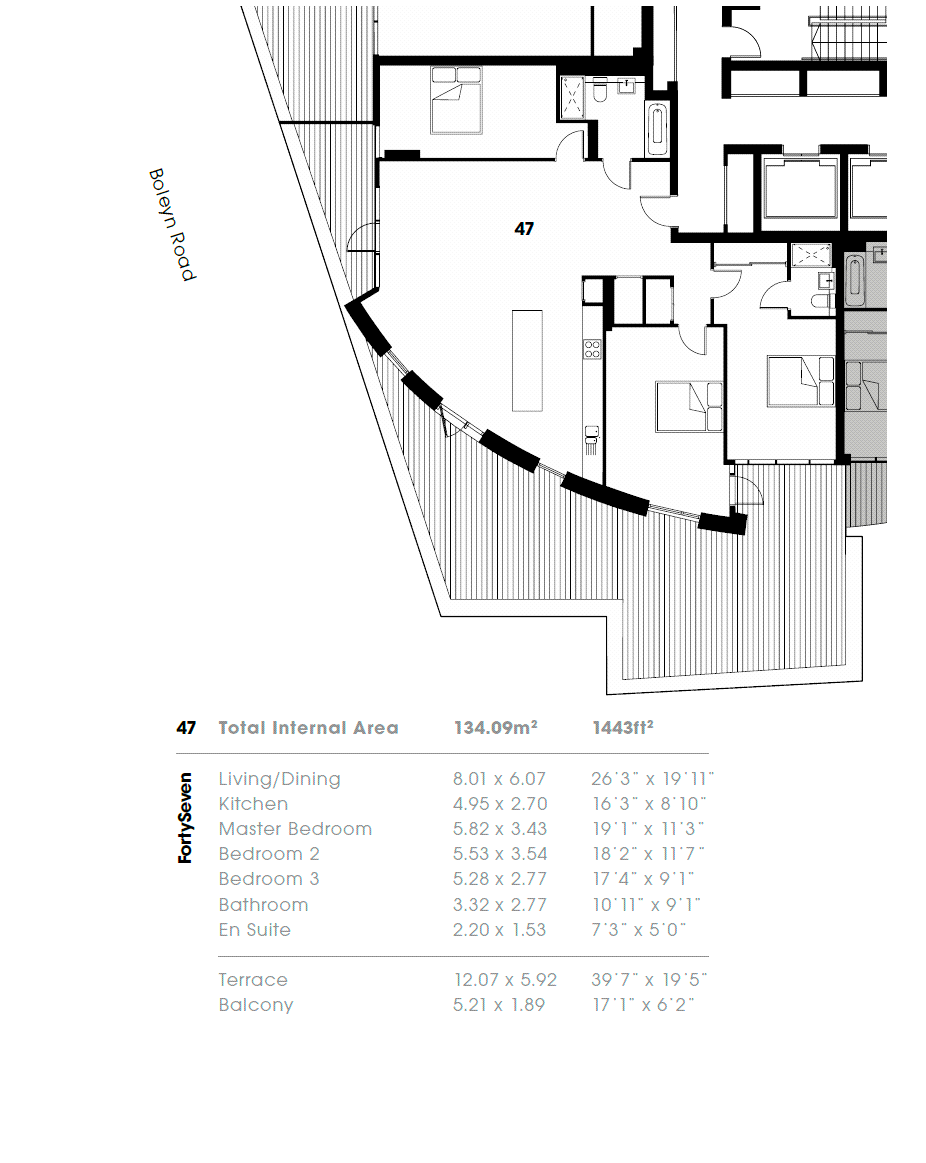 Boleyn Road
47
47 Total Internal Area 134.09m² 1443ft²
FortySeven
Living/Dining 8.01 x 6.07 26'3" x 19'11"
Kitchen 4.95 x 2.70 16'3" x 8'10"
Master Bedroom 5.82 x 3.43 19'1" x 11'3"
Bedroom 2 5.53 x 3.54 18'2" x 11'7"
Bedroom 3 5.28 x 2.77 17'4" x 9'1"
Bathroom 3.32 x 2.77 10'11" x 9'1"
En Suite 2.20 x 1.53 7'3" x 5'0"
Terrace 12.07 x 5.92 39'7" x 19'5"
Balcony 5.21 x 1.89 17'1" x 6'2"